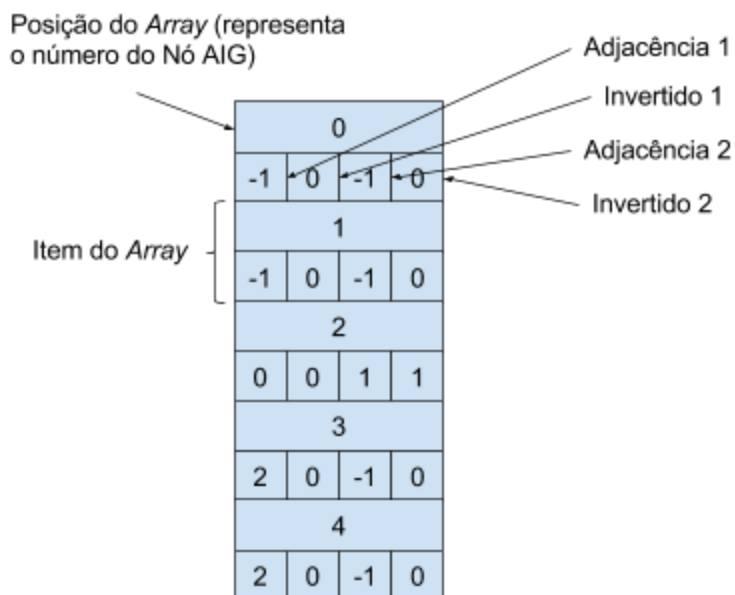 Posição do Array (representa
o número do Nó AIG)
Adjacência 1
Invertido 1
Adjacência 2
Invertido 2
0
-1 0 -1 0
Item do Array
1
-1 0 -1 0
2
0 0 1 1
3
2 0 -1 0
4
2 0 -1 0